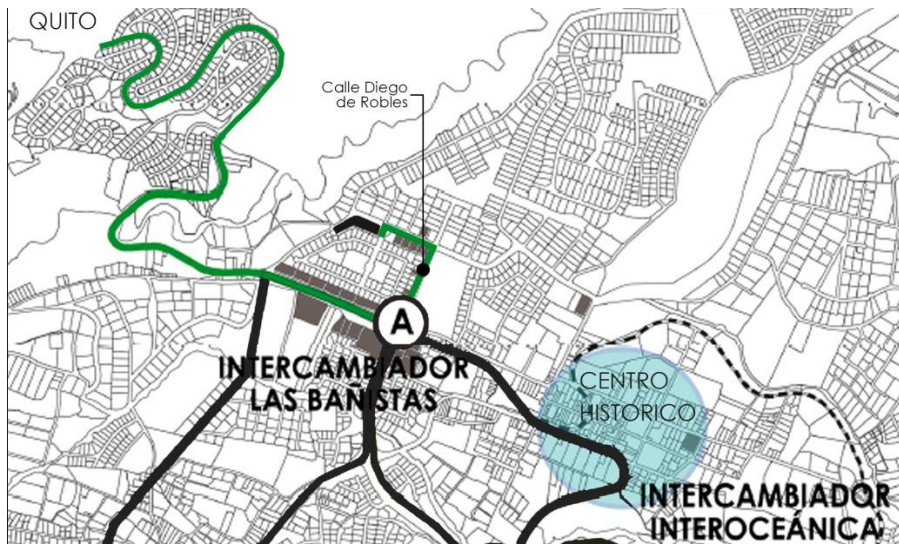 QUITO
Calle Diego
de Robles
A
INTERCAMBIADOR
LAS BAÑISTAS
CENTRO
HISTORICO
INTERCAMBIADOR
INTEROCEÁNICA